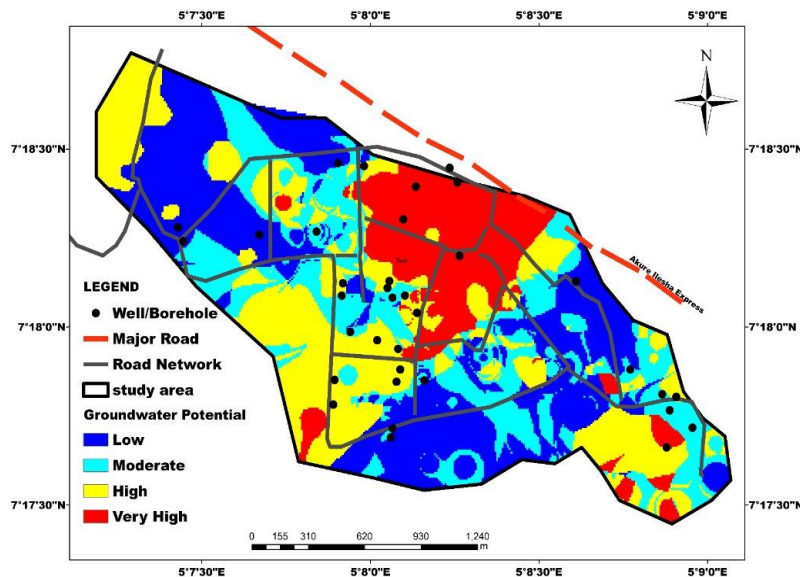 5°7'30"E 5°8'0"E 5°8'30"E 5°9'0"E
N
7°18'30"N 7°18'30"N
Akure Ilesha Express
LEGEND
Well/Borehole
7°18'0"N 7°18'0"N
Major Road
Road Network
study area
Groundwater Potential
Low
Moderate
High
Very High
7°17'30"N 7°17'30"N
0 155 310 620 930 1,240
m
5°7'30"E 5°8'0"E 5°8'30"E 5°9'0"E